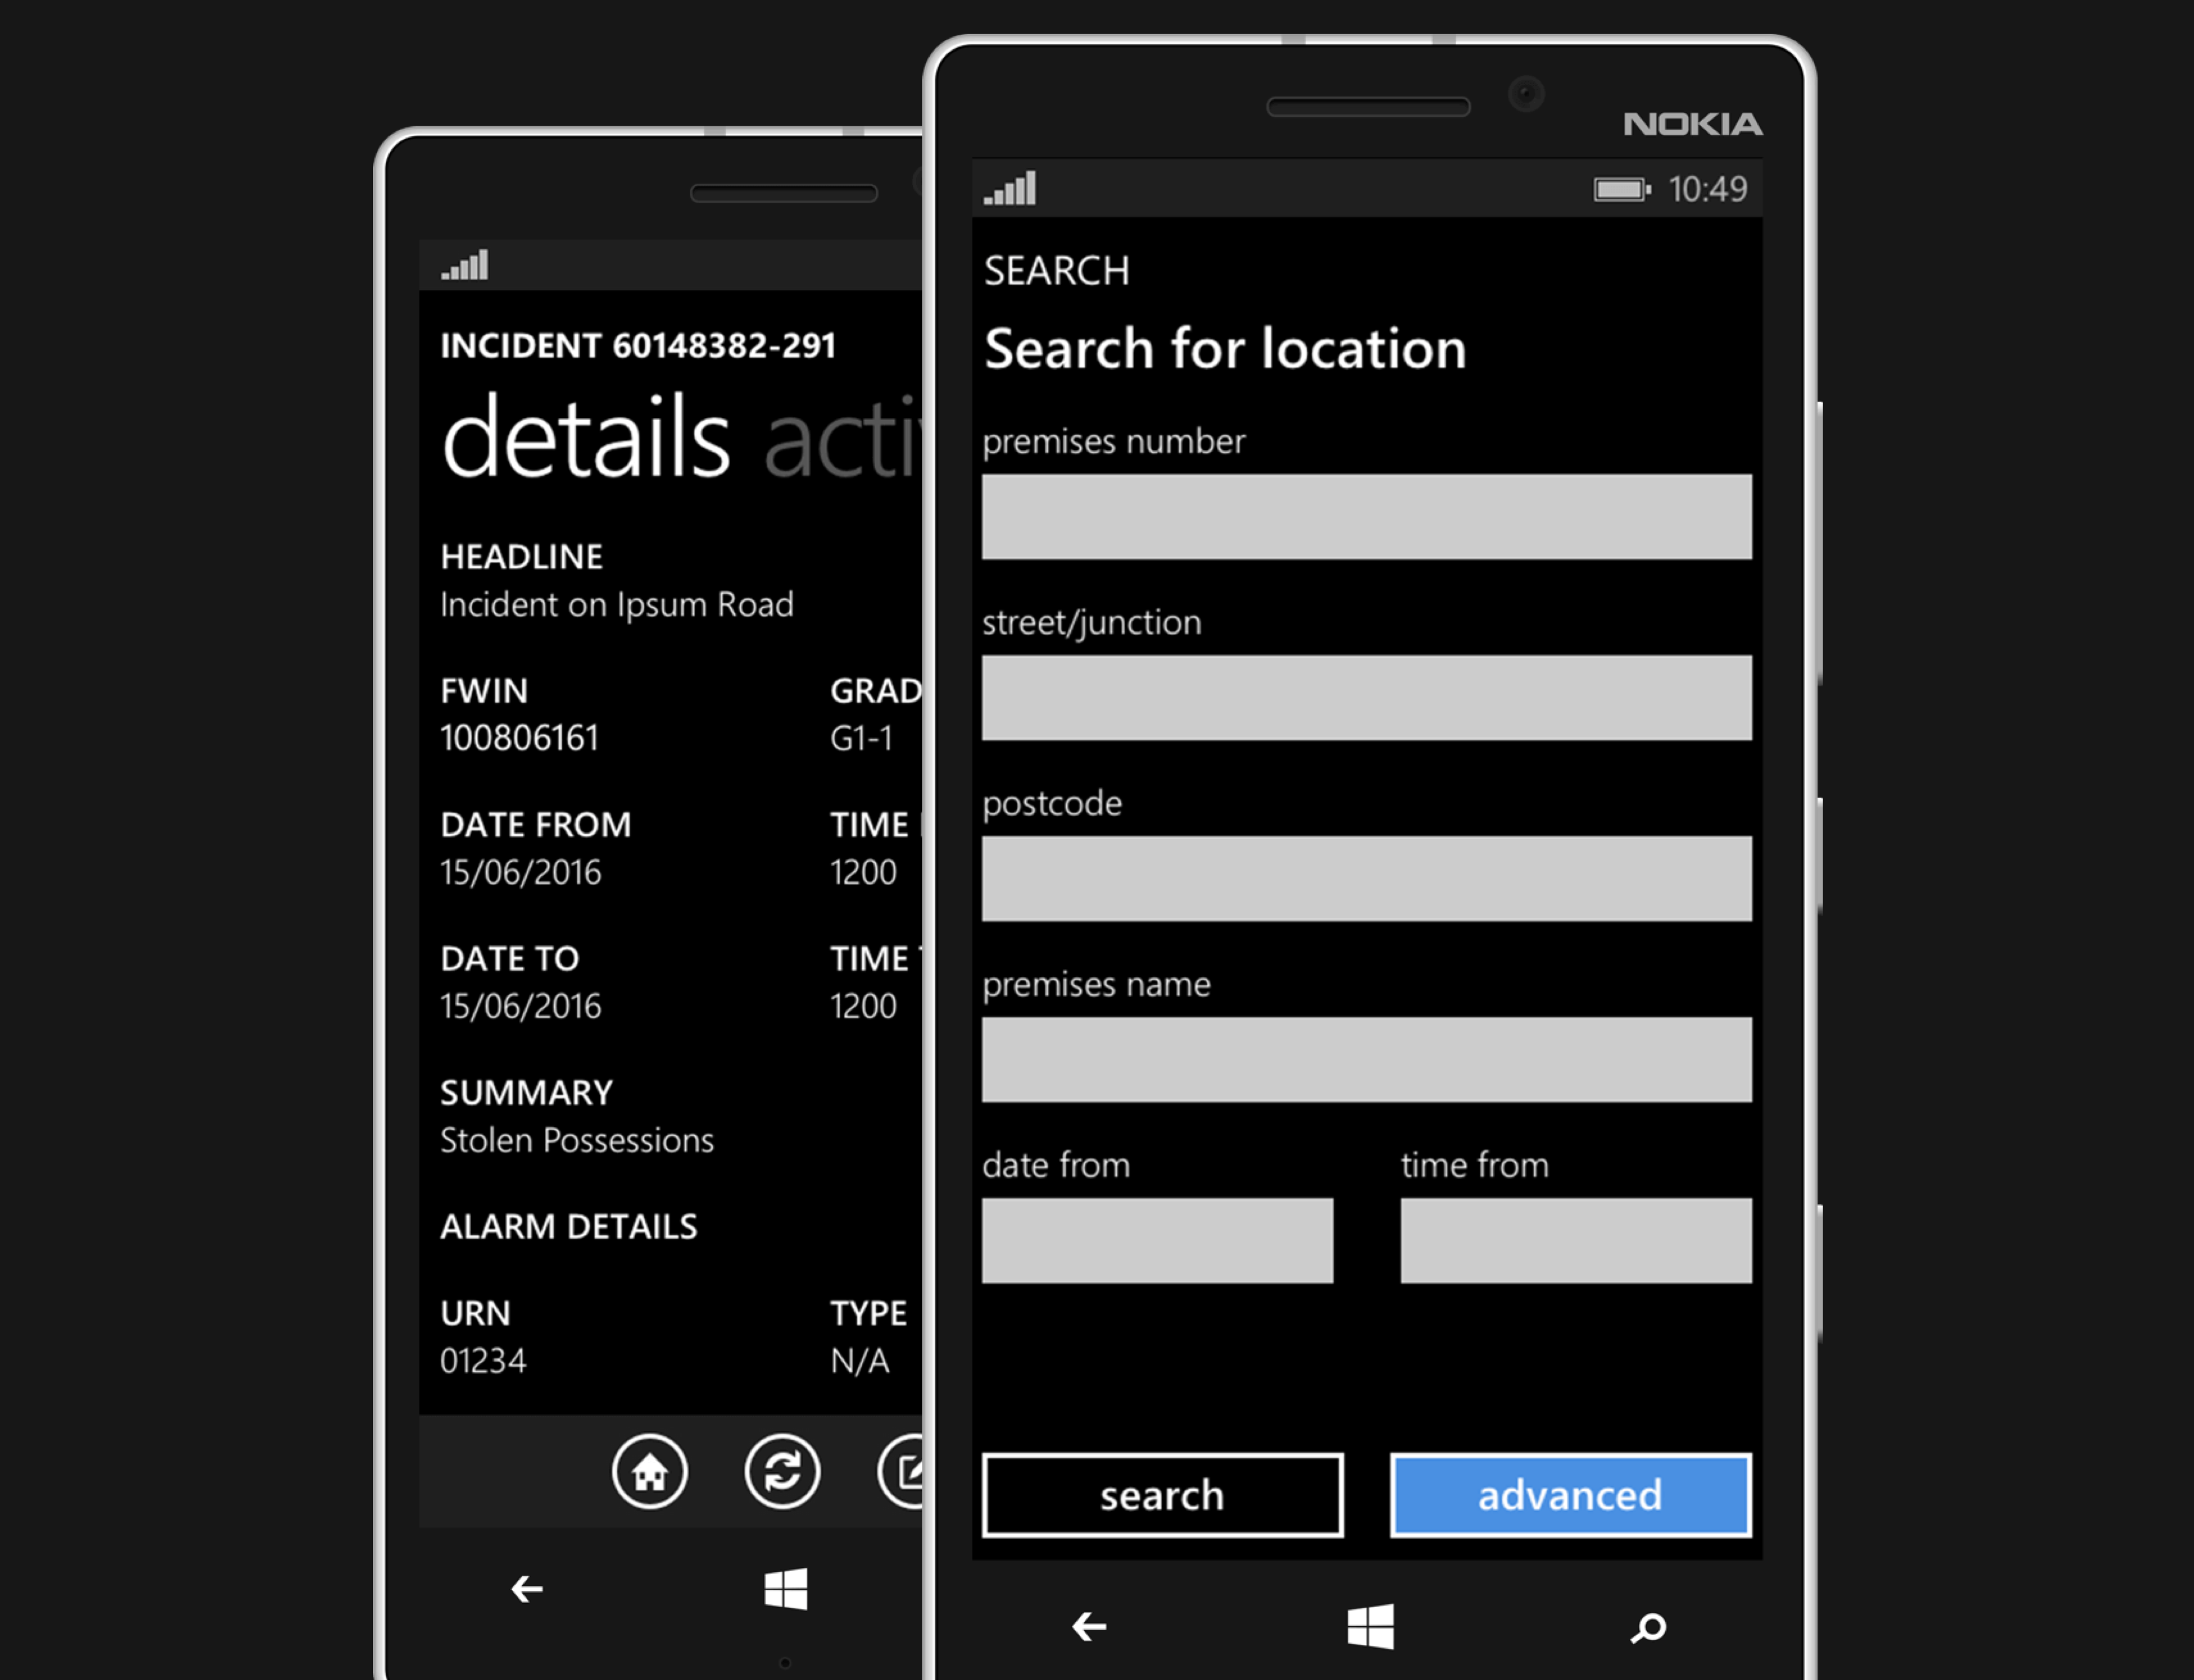 INCIDENT 60148382-291
details
HEADLINE
Incident on Ipsum Road
FWIN
100806161
G1-1
DATE FROM
TIME
15/06/2016
1200
DATE TO
TIME
15/06/2016
1200
SUMMARY
Stolen Possessions
ALARM DETAILS
URN
TYPE
01234
N/A
NOKIA
10:49
SEARCH
Search for location
premises number
street/junction
postcode
premises name
date from
time from
search
advanced